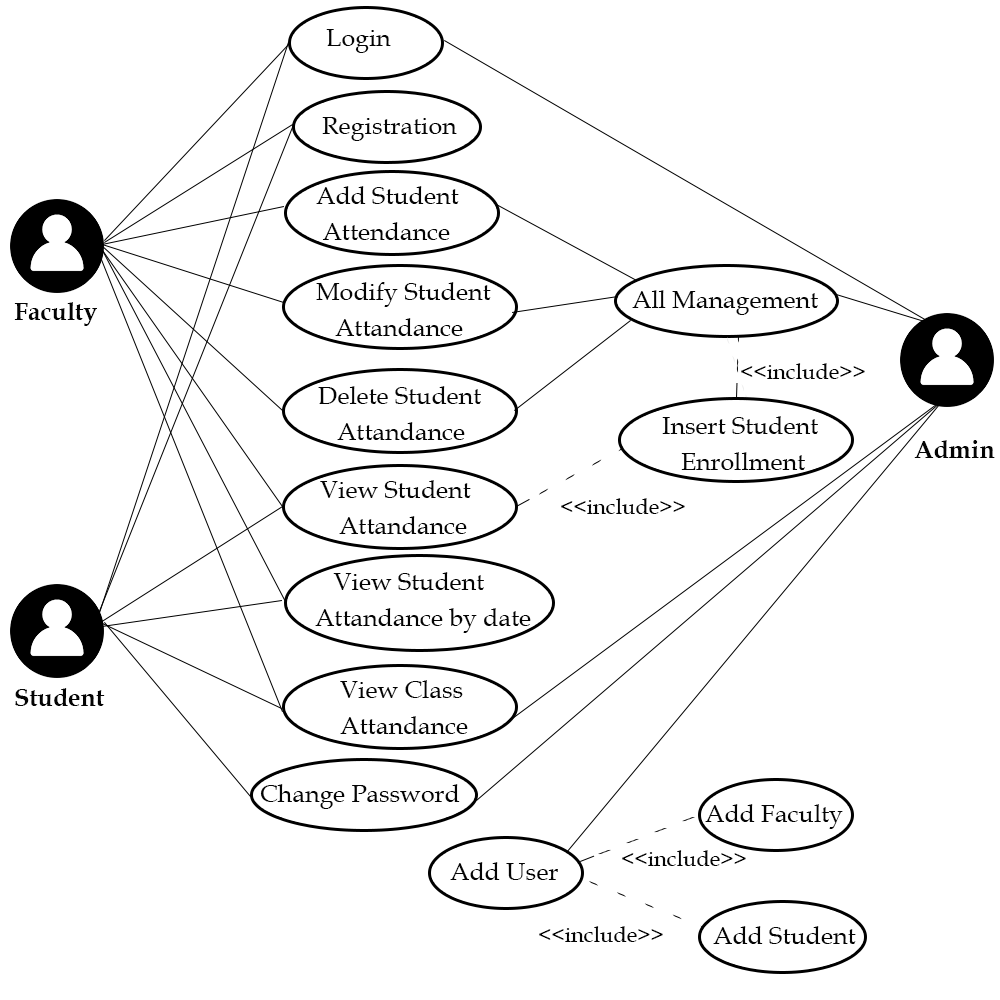 Login
Registration
Add Student
Attendance
Faculty
Modify Student
Attandance
All Management
<<include>>
Delete Student
Attandance
Insert Student
Enrollment
Admin
View Student
Attandance
<<include>>
View Student
Attandance by date
Student
View Class
Attandance
Change Password
Add Faculty
<<include>>
Add User
<<include>>
Add Student